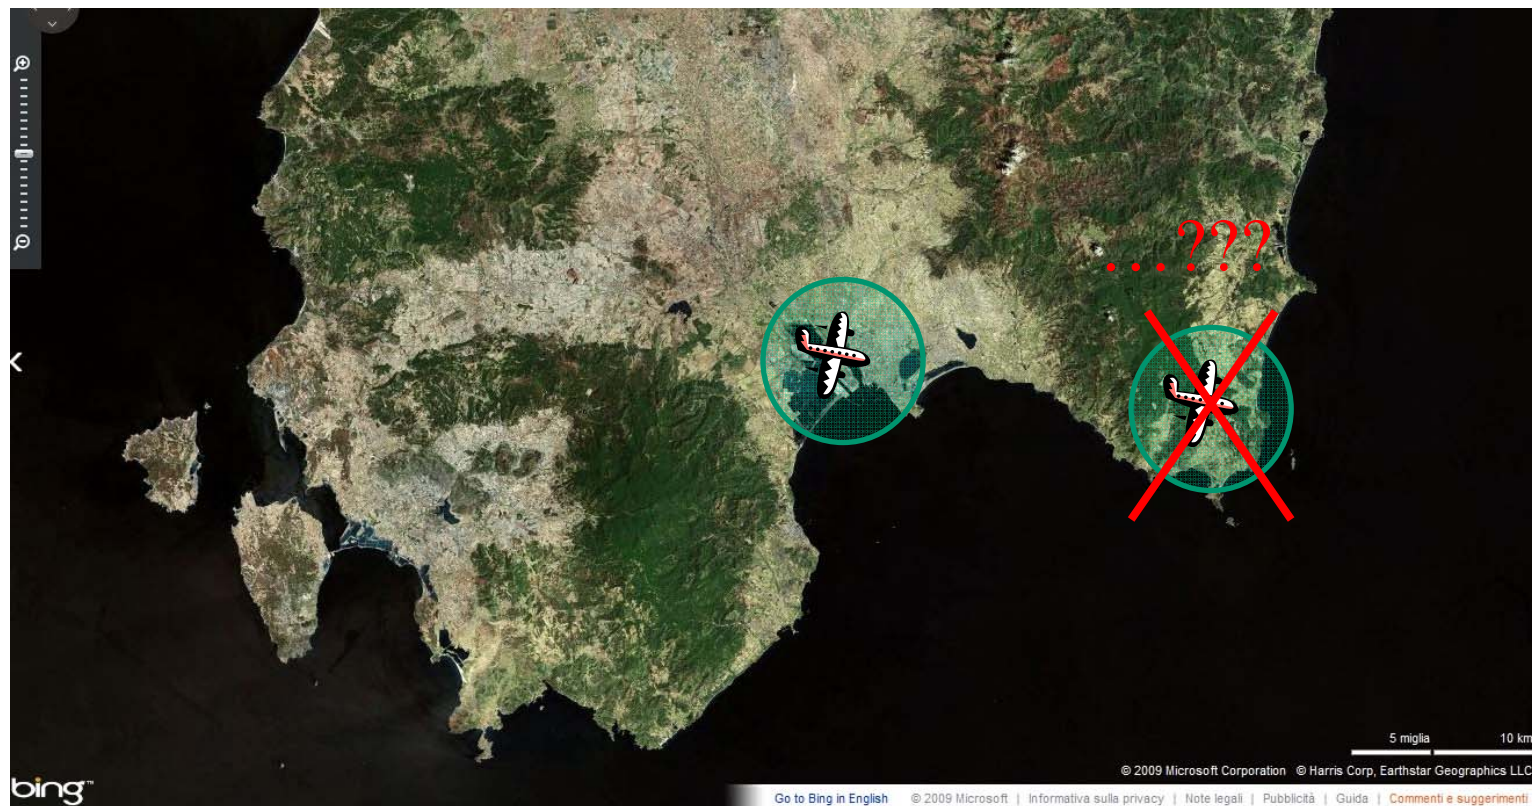 ....???
5 miglia 10 km
© 2009 Microsoft Corporation © Harris Corp, Earthstar Geographics LLC
bing™
Go to Bing in English © 2009 Microsoft | Informativa sulla privacy | Note legali | Pubblicità | Guida | Commenti e suggerimenti